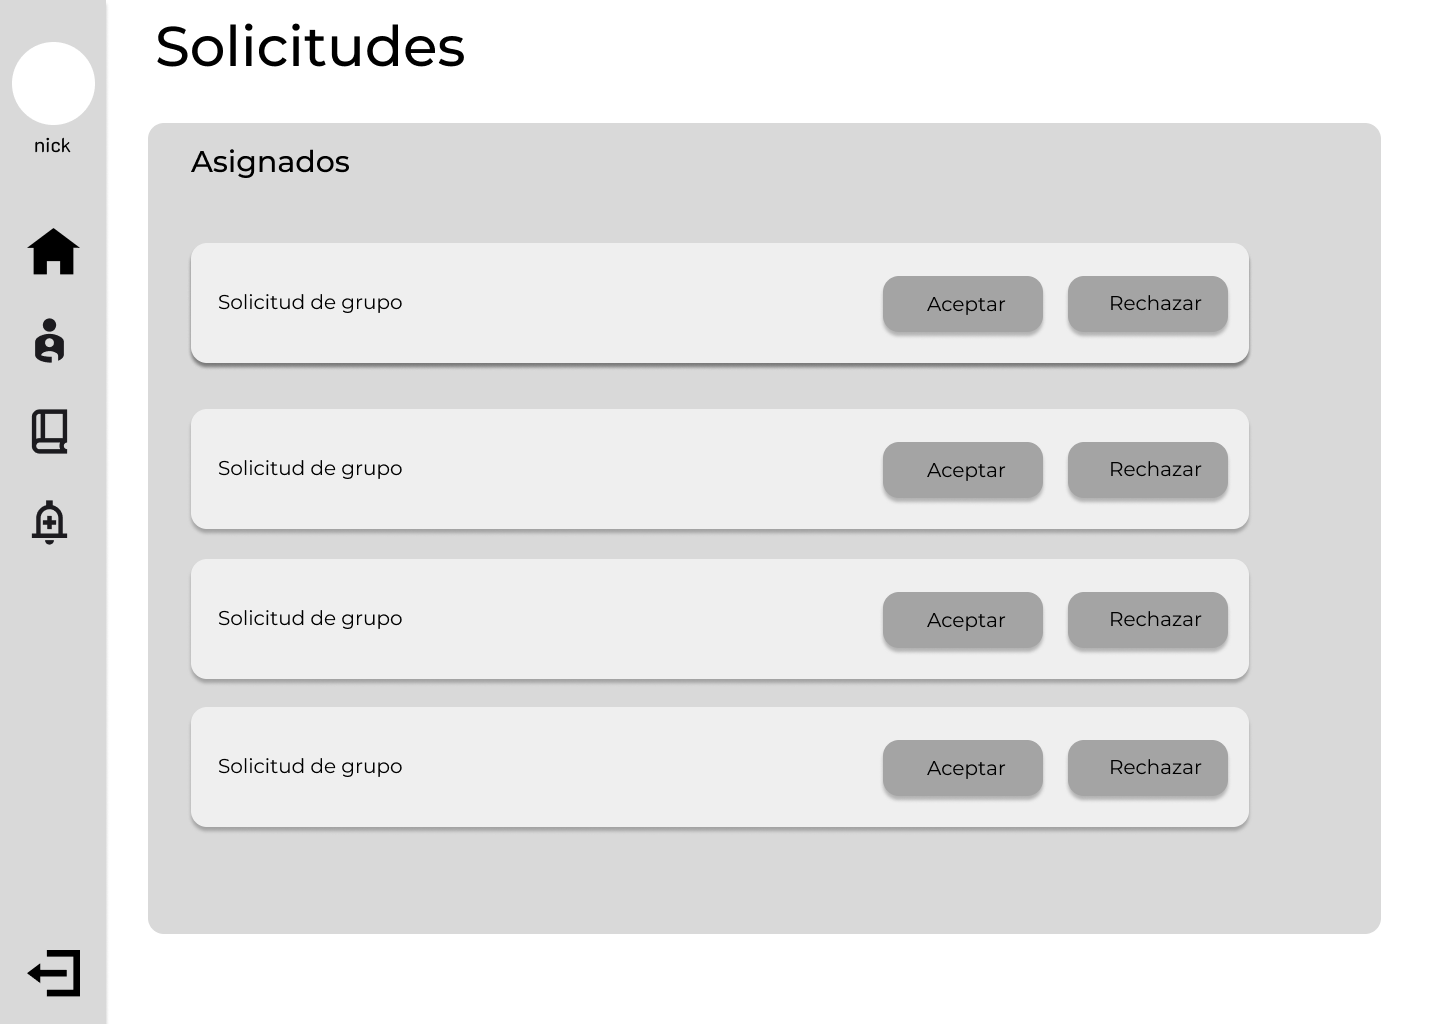 Solicitudes
nick
Asignados
Solicitud de grupo
Aceptar
Rechazar
Solicitud de grupo
Aceptar
Rechazar
Solicitud de grupo
Aceptar
Rechazar
Solicitud de grupo
Aceptar
Rechazar